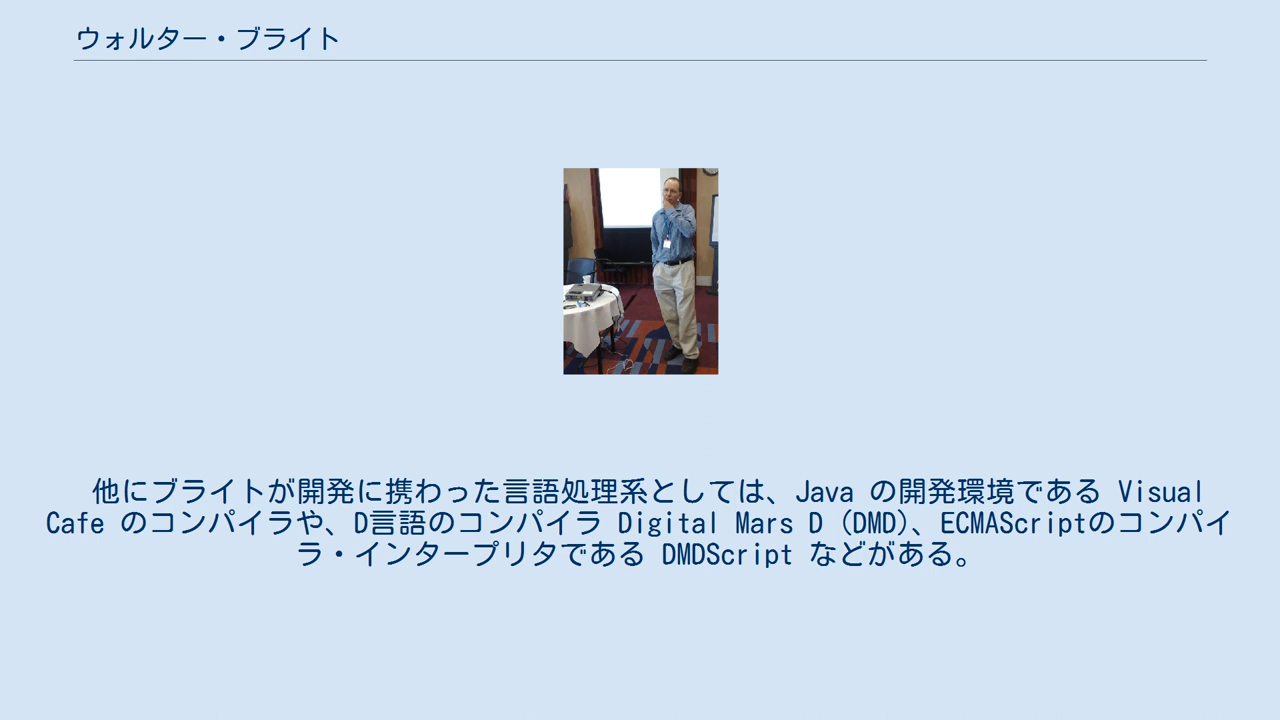 ウォルター・ブライト
他にブライトが開発に携わった言語処理系としては、Java の開発環境である Visual
Cafe のコンパイラや、D言語のコンパイラ Digital Mars D (DMD)、ECMAScriptのコンパイ
ラ・インタープリタである DMDScript などがある。